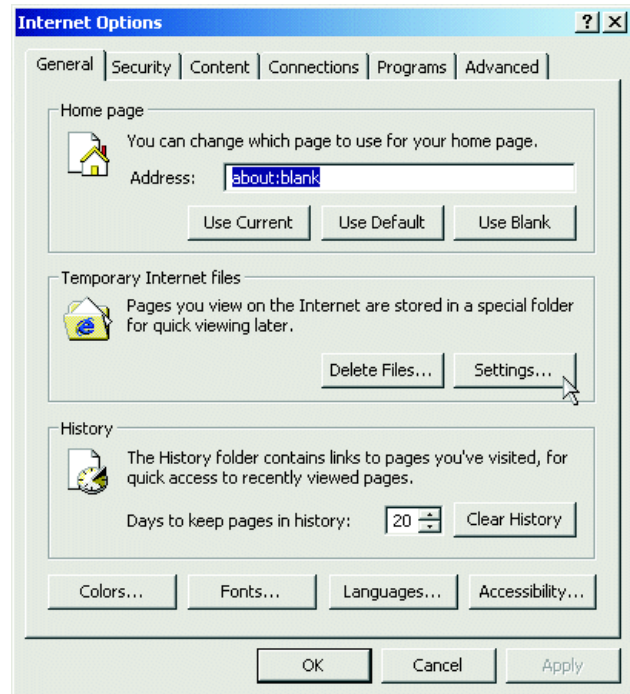 Internet Options
General Security Content Connections Programs Advanced
Home page
You can change which page to use for your home page.
Address: about:blank
Use Current Use Default Use Blank
Temporary Internet files
Pages you view on the Internet are stored in a special folder
for quick viewing later.
Delete Files... Settings...
History
The History folder contains links to pages you've visited, for
quick access to recently viewed pages.
Days to keep pages in history: 20 Clear History
Colors... Fonts... Languages... Accessibility...
OK Cancel Apply